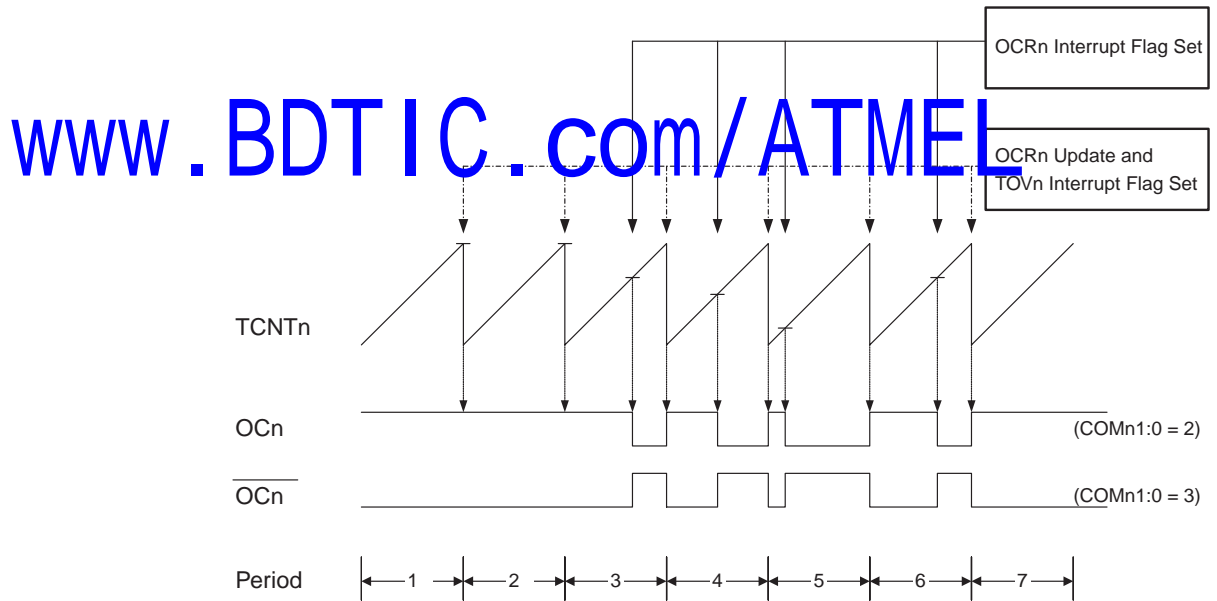 OCRn Interrupt Flag Set
www.BDTIC.com/ATMEL
OCRn Update and
TOVn Interrupt Flag Set
TCNTn
OCn
(COMn1:0 = 2)
OCn
(COMn1:0 = 3)
Period
1 2 3 4 5 6 7